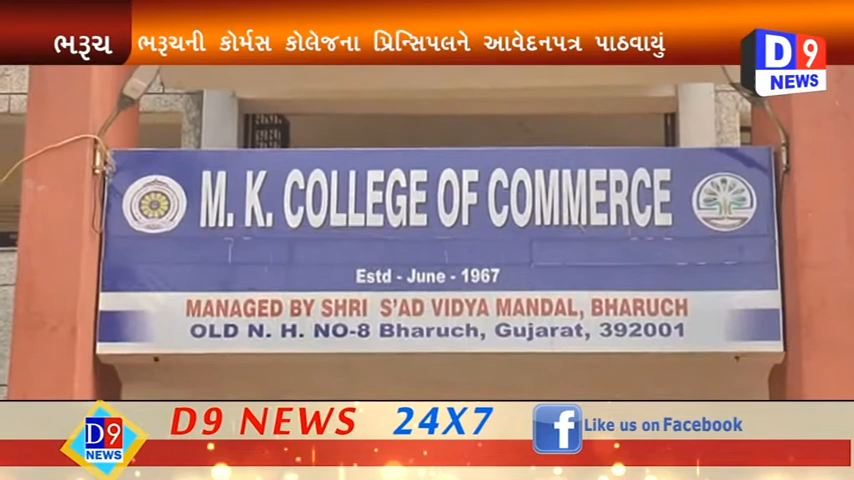 ભરૂચ ભરૂચની કોર્મસ કોલેજના પ્રિન્સિપલને આવેદનપત્ર પાઠવાયું
D9
NEWS
M. K. COLLEGE OF COMMERCE
Estd - June - 1967
MANAGED BY SHRI S'AD VIDYA MANDAL, BHARUCH
OLD N. H. NO-8 Bharuch, Gujarat, 392001
D9 NEWS 24X7
f Like us on Facebook
D9
NEWS